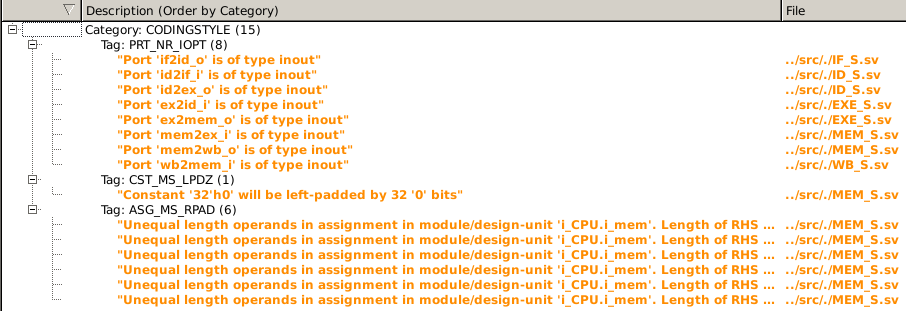 Description (Order by Category) File
Category: CODINGSTYLE (15)
Tag: PRT_NR_IOPT (8)
"Port 'if2id_o' is of type inout" ../src/./IF_S.sv
"Port 'id2if_i' is of type inout" ../src/./ID_S.sv
"Port 'id2ex_o' is of type inout" ../src/./ID_S.sv
"Port 'ex2id_i' is of type inout" ../src/./EXE_S.sv
"Port 'ex2mem_o' is of type inout" ../src/./EXE_S.sv
"Port 'mem2ex_i' is of type inout" ../src/./MEM_S.sv
"Port 'mem2wb_o' is of type inout" ../src/./MEM_S.sv
"Port 'wb2mem_i' is of type inout" ../src/./WB_S.sv
Tag: CST_MS_LPDZ (1)
"Constant '32'h0' will be left-padded by 32 '0' bits" ../src/./MEM_S.sv
Tag: ASG_MS_RPAD (6)
"Unequal length operands in assignment in module/design-unit 'i_CPU.i_mem'. Length of RHS ... ../src/./MEM_S.sv
"Unequal length operands in assignment in module/design-unit 'i_CPU.i_mem'. Length of RHS ... ../src/./MEM_S.sv
"Unequal length operands in assignment in module/design-unit 'i_CPU.i_mem'. Length of RHS ... ../src/./MEM_S.sv
"Unequal length operands in assignment in module/design-unit 'i_CPU.i_mem'. Length of RHS ... ../src/./MEM_S.sv
"Unequal length operands in assignment in module/design-unit 'i_CPU.i_mem'. Length of RHS ... ../src/./MEM_S.sv
"Unequal length operands in assignment in module/design-unit 'i_CPU.i_mem'. Length of RHS ... ../src/./MEM_S.sv